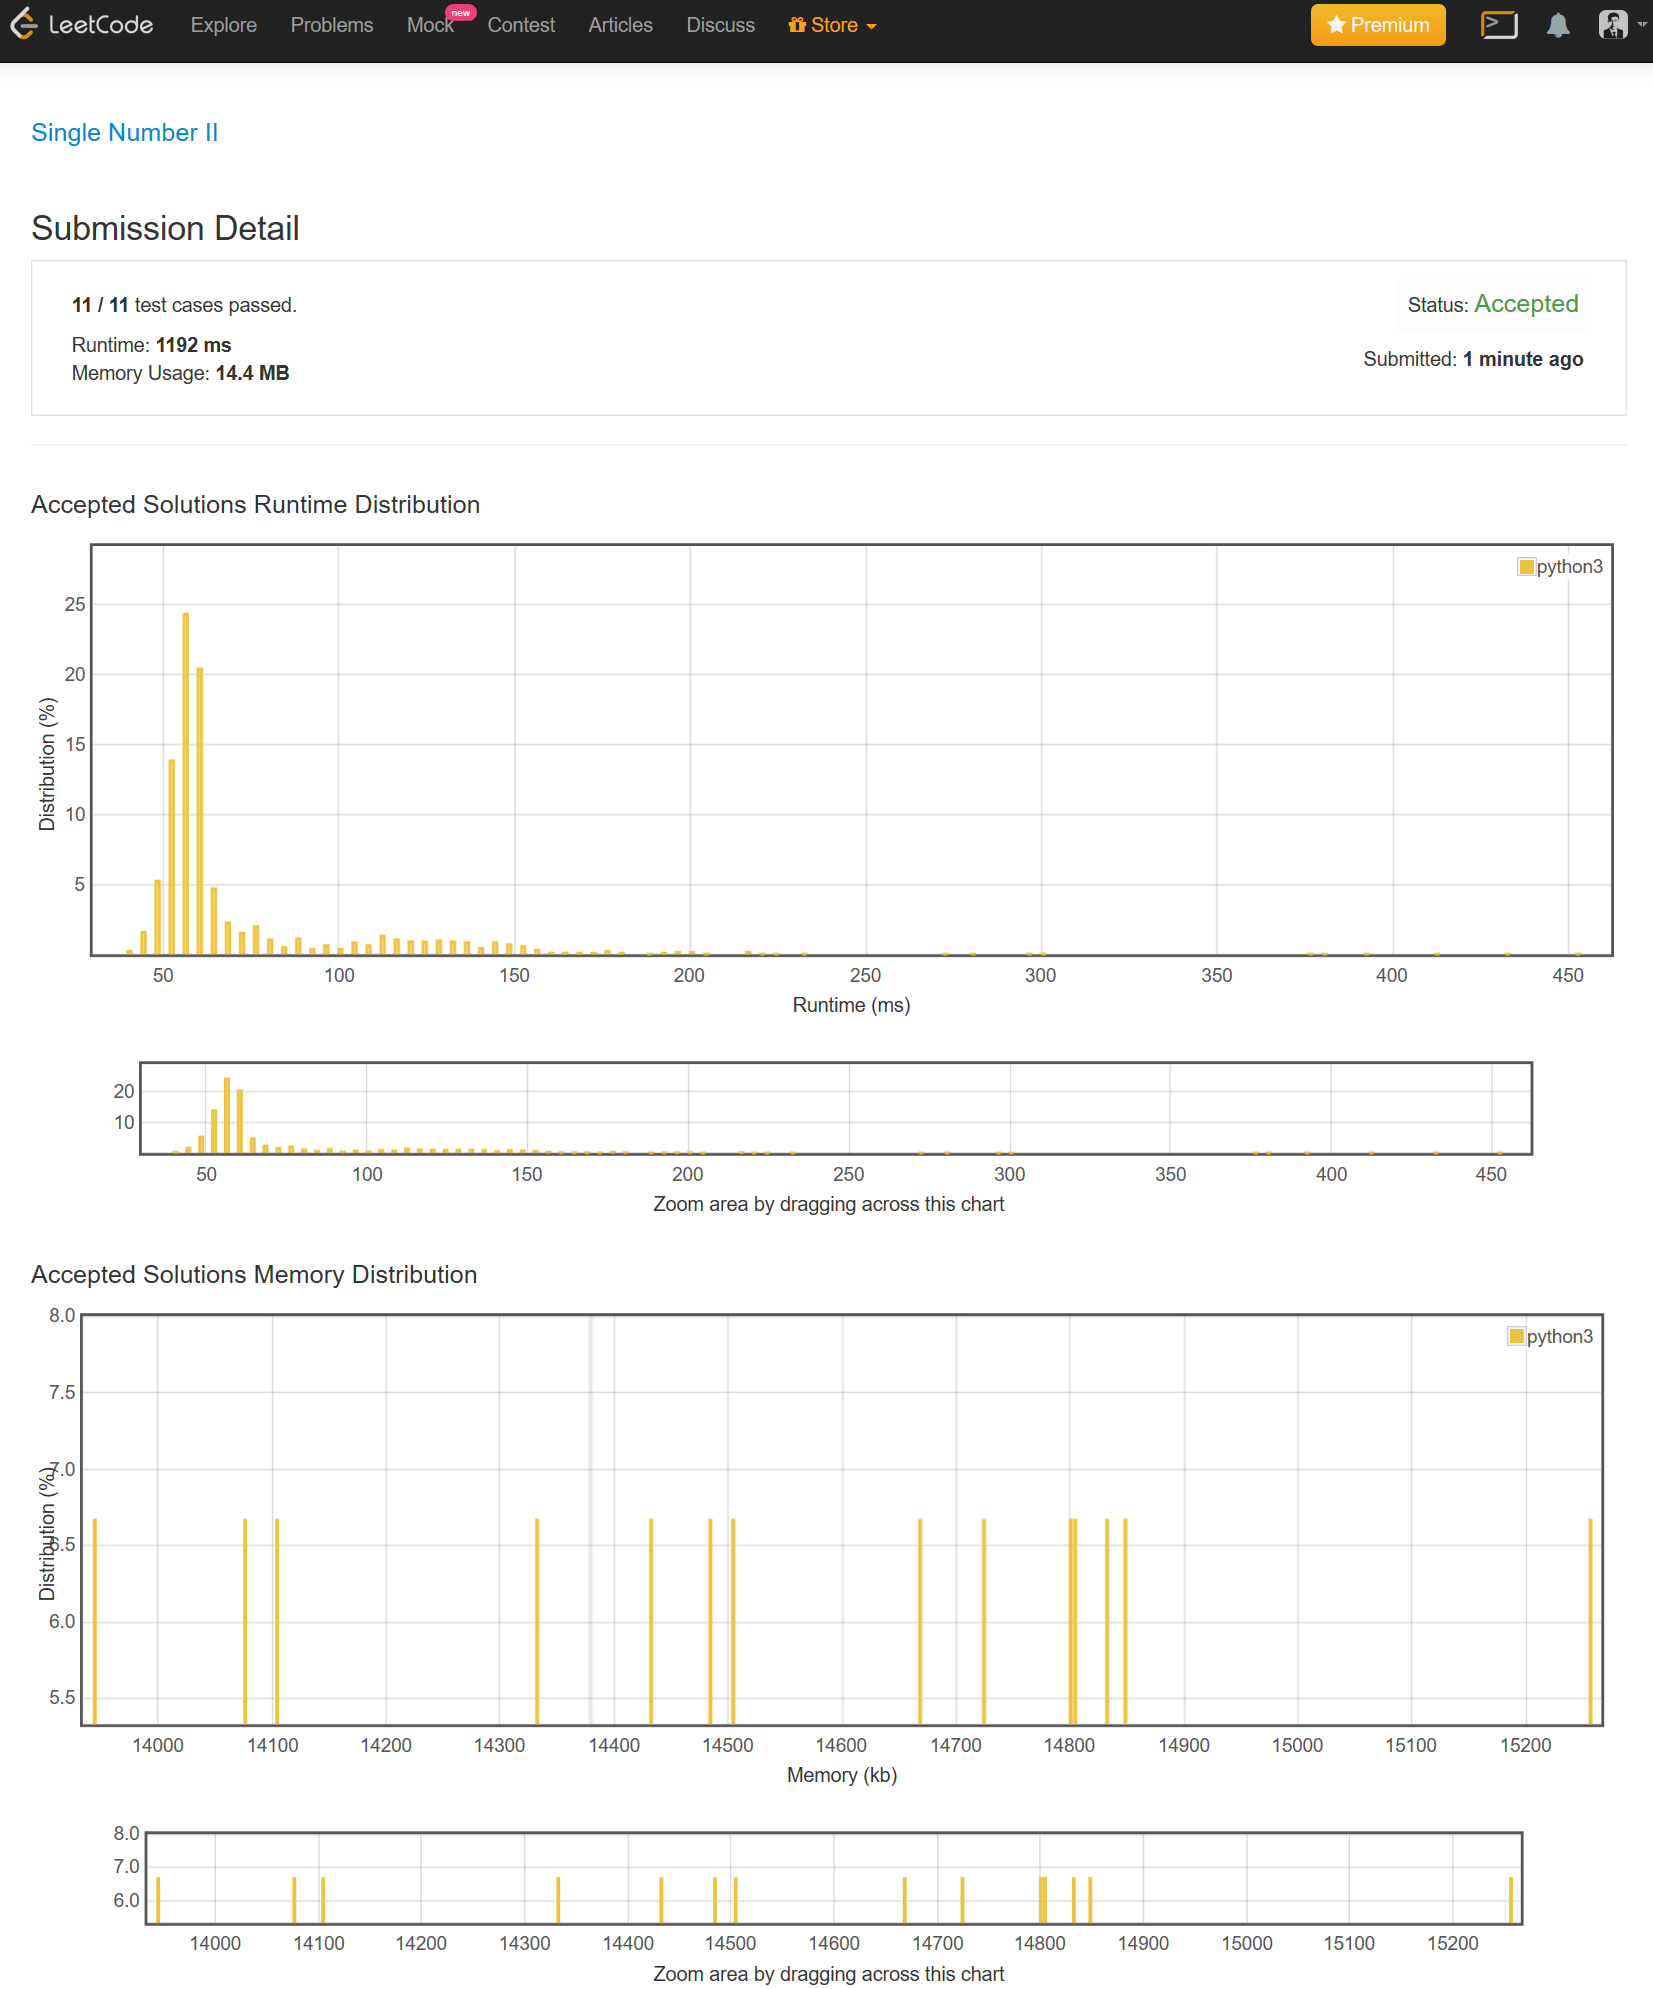 LeetCode Explore Problems Mock new Contest Articles Discuss Store Premium
Single Number II
Submission Detail
11 / 11 test cases passed.
Status: Accepted
Runtime: 1192 ms
Submitted: 1 minute ago
Memory Usage: 14.4 MB
Accepted Solutions Runtime Distribution
python3
25
20
15
10
5
Distribution (%)
50 100 150 200 250 300 350 400 450
Runtime (ms)
20
10
50 100 150 200 250 300 350 400 450
Zoom area by dragging across this chart
Accepted Solutions Memory Distribution
python3
8.0
7.5
7.0
6.5
6.0
5.5
Distribution (%)
14000 14100 14200 14300 14400 14500 14600 14700 14800 14900 15000 15100 15200
Memory (kb)
8.0
7.0
6.0
14000 14100 14200 14300 14400 14500 14600 14700 14800 14900 15000 15100 15200
Zoom area by dragging across this chart